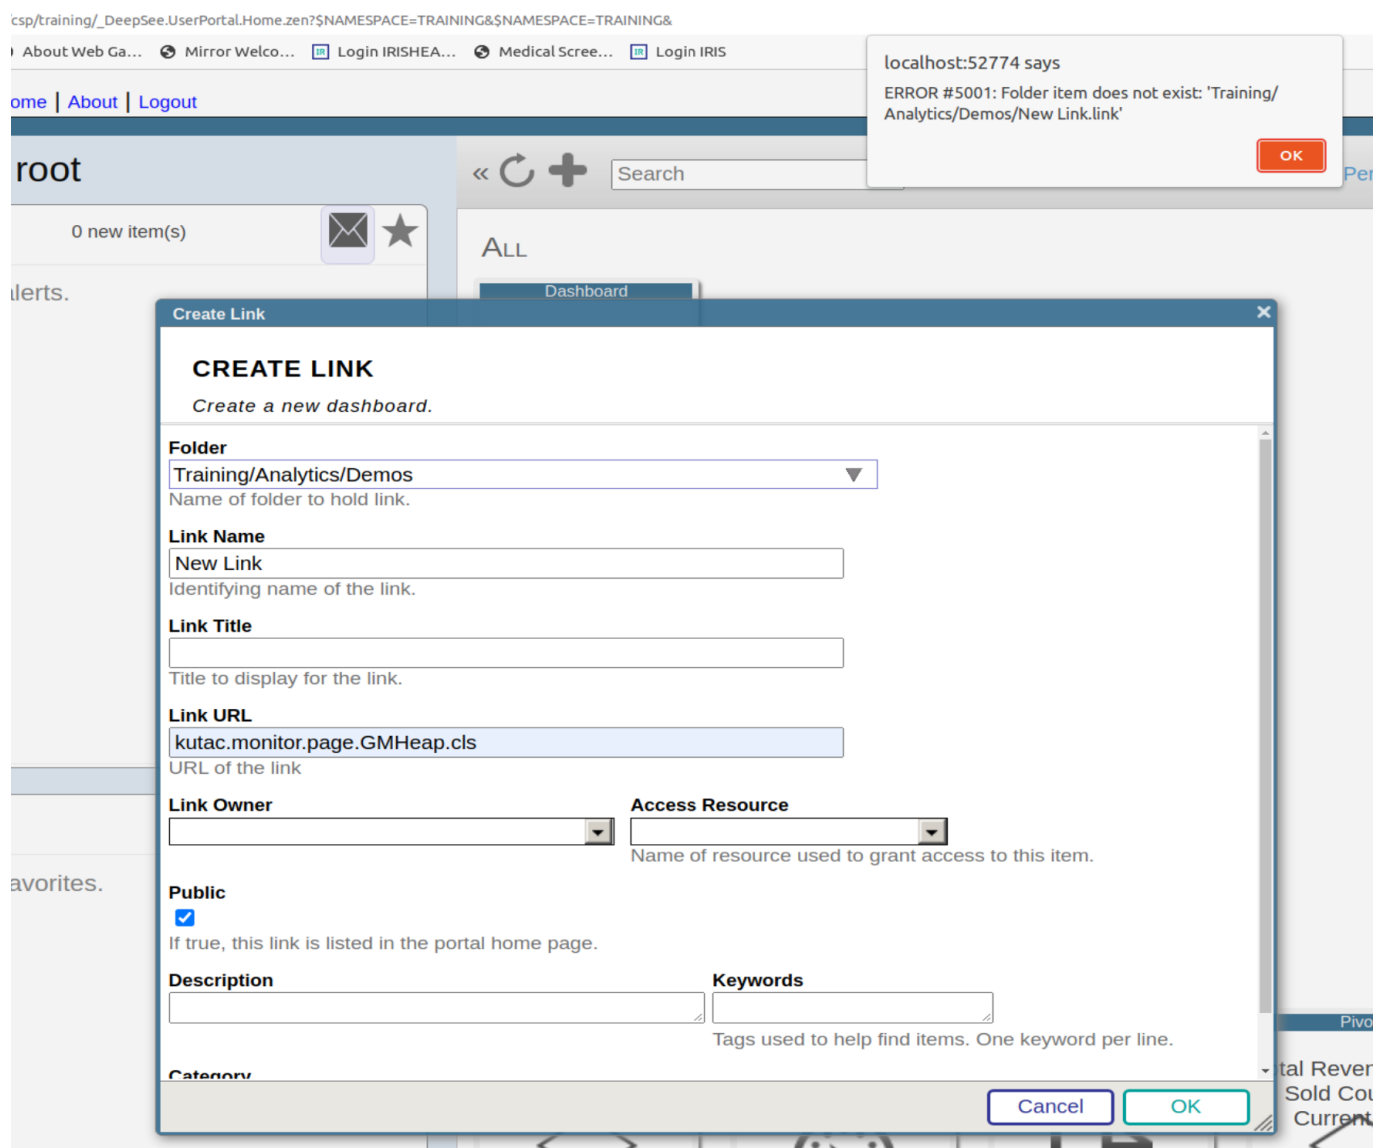 /csp/training/_DeepSee.UserPortal.Home.zen?$NAMESPACE=TRAINING&$NAMESPACE=TRAINING&
About Web Ga... Mirror Welco... Login IRISHEA... Medical Scree... Login IRIS
localhost:52774 says
ERROR #5001: Folder item does not exist: 'Training/
Analytics/Demos/New Link.link'
OK
ome | About | Logout
root
« Search
Per
0 new item(s)
ALL
lerts.
Dashboard
Create Link
CREATE LINK
Create a new dashboard.
Folder
Training/Analytics/Demos
Name of folder to hold link.
Link Name
New Link
Identifying name of the link.
Link Title
Title to display for the link.
Link URL
kutac.monitor.page.GMHeap.cls
URL of the link
Link Owner Access Resource
Name of resource used to grant access to this item.
avorites.
Public
If true, this link is listed in the portal home page.
Description Keywords
Tags used to help find items. One keyword per line.
Category
Pivo
tal Rever
Sold Cou
Current
Cancel OK